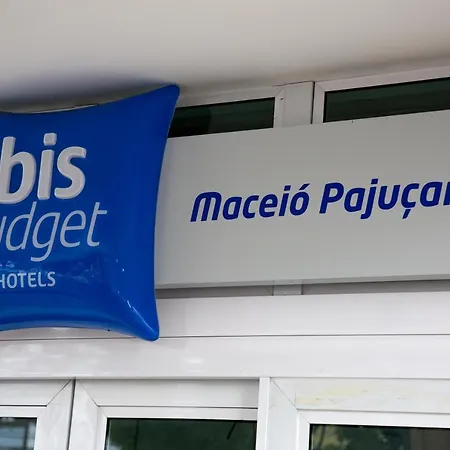 bis
udget
HOTELS
Maceió Pajuçar